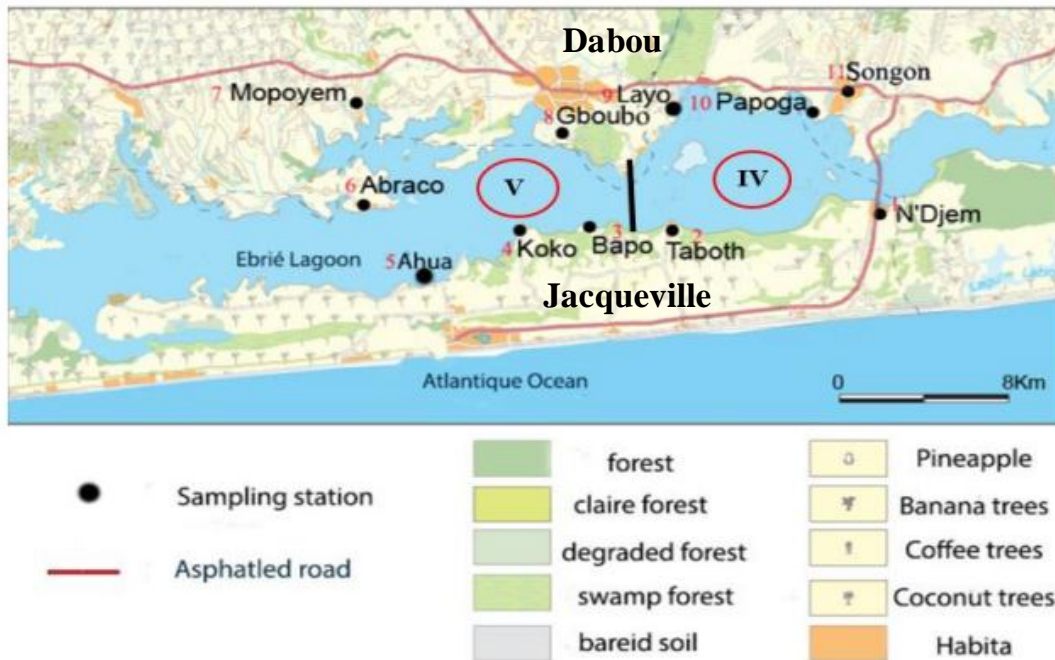 Dabou
11 Songon
7 Mopoyem
9 Layo
10 Papoga
8 Gboubo
6 Abraco
V
IV
1 N'Djem
4 Koko
3 Bapo
2 Taboth
Ebrié Lagoon
5 Ahua
Jacqueville
Atlantique Ocean
0 8Km
Sampling station
Asphatled road
forest
claire forest
degraded forest
swamp forest
bareid soil
Pineapple
Banana trees
Coffee trees
Coconut trees
Habita